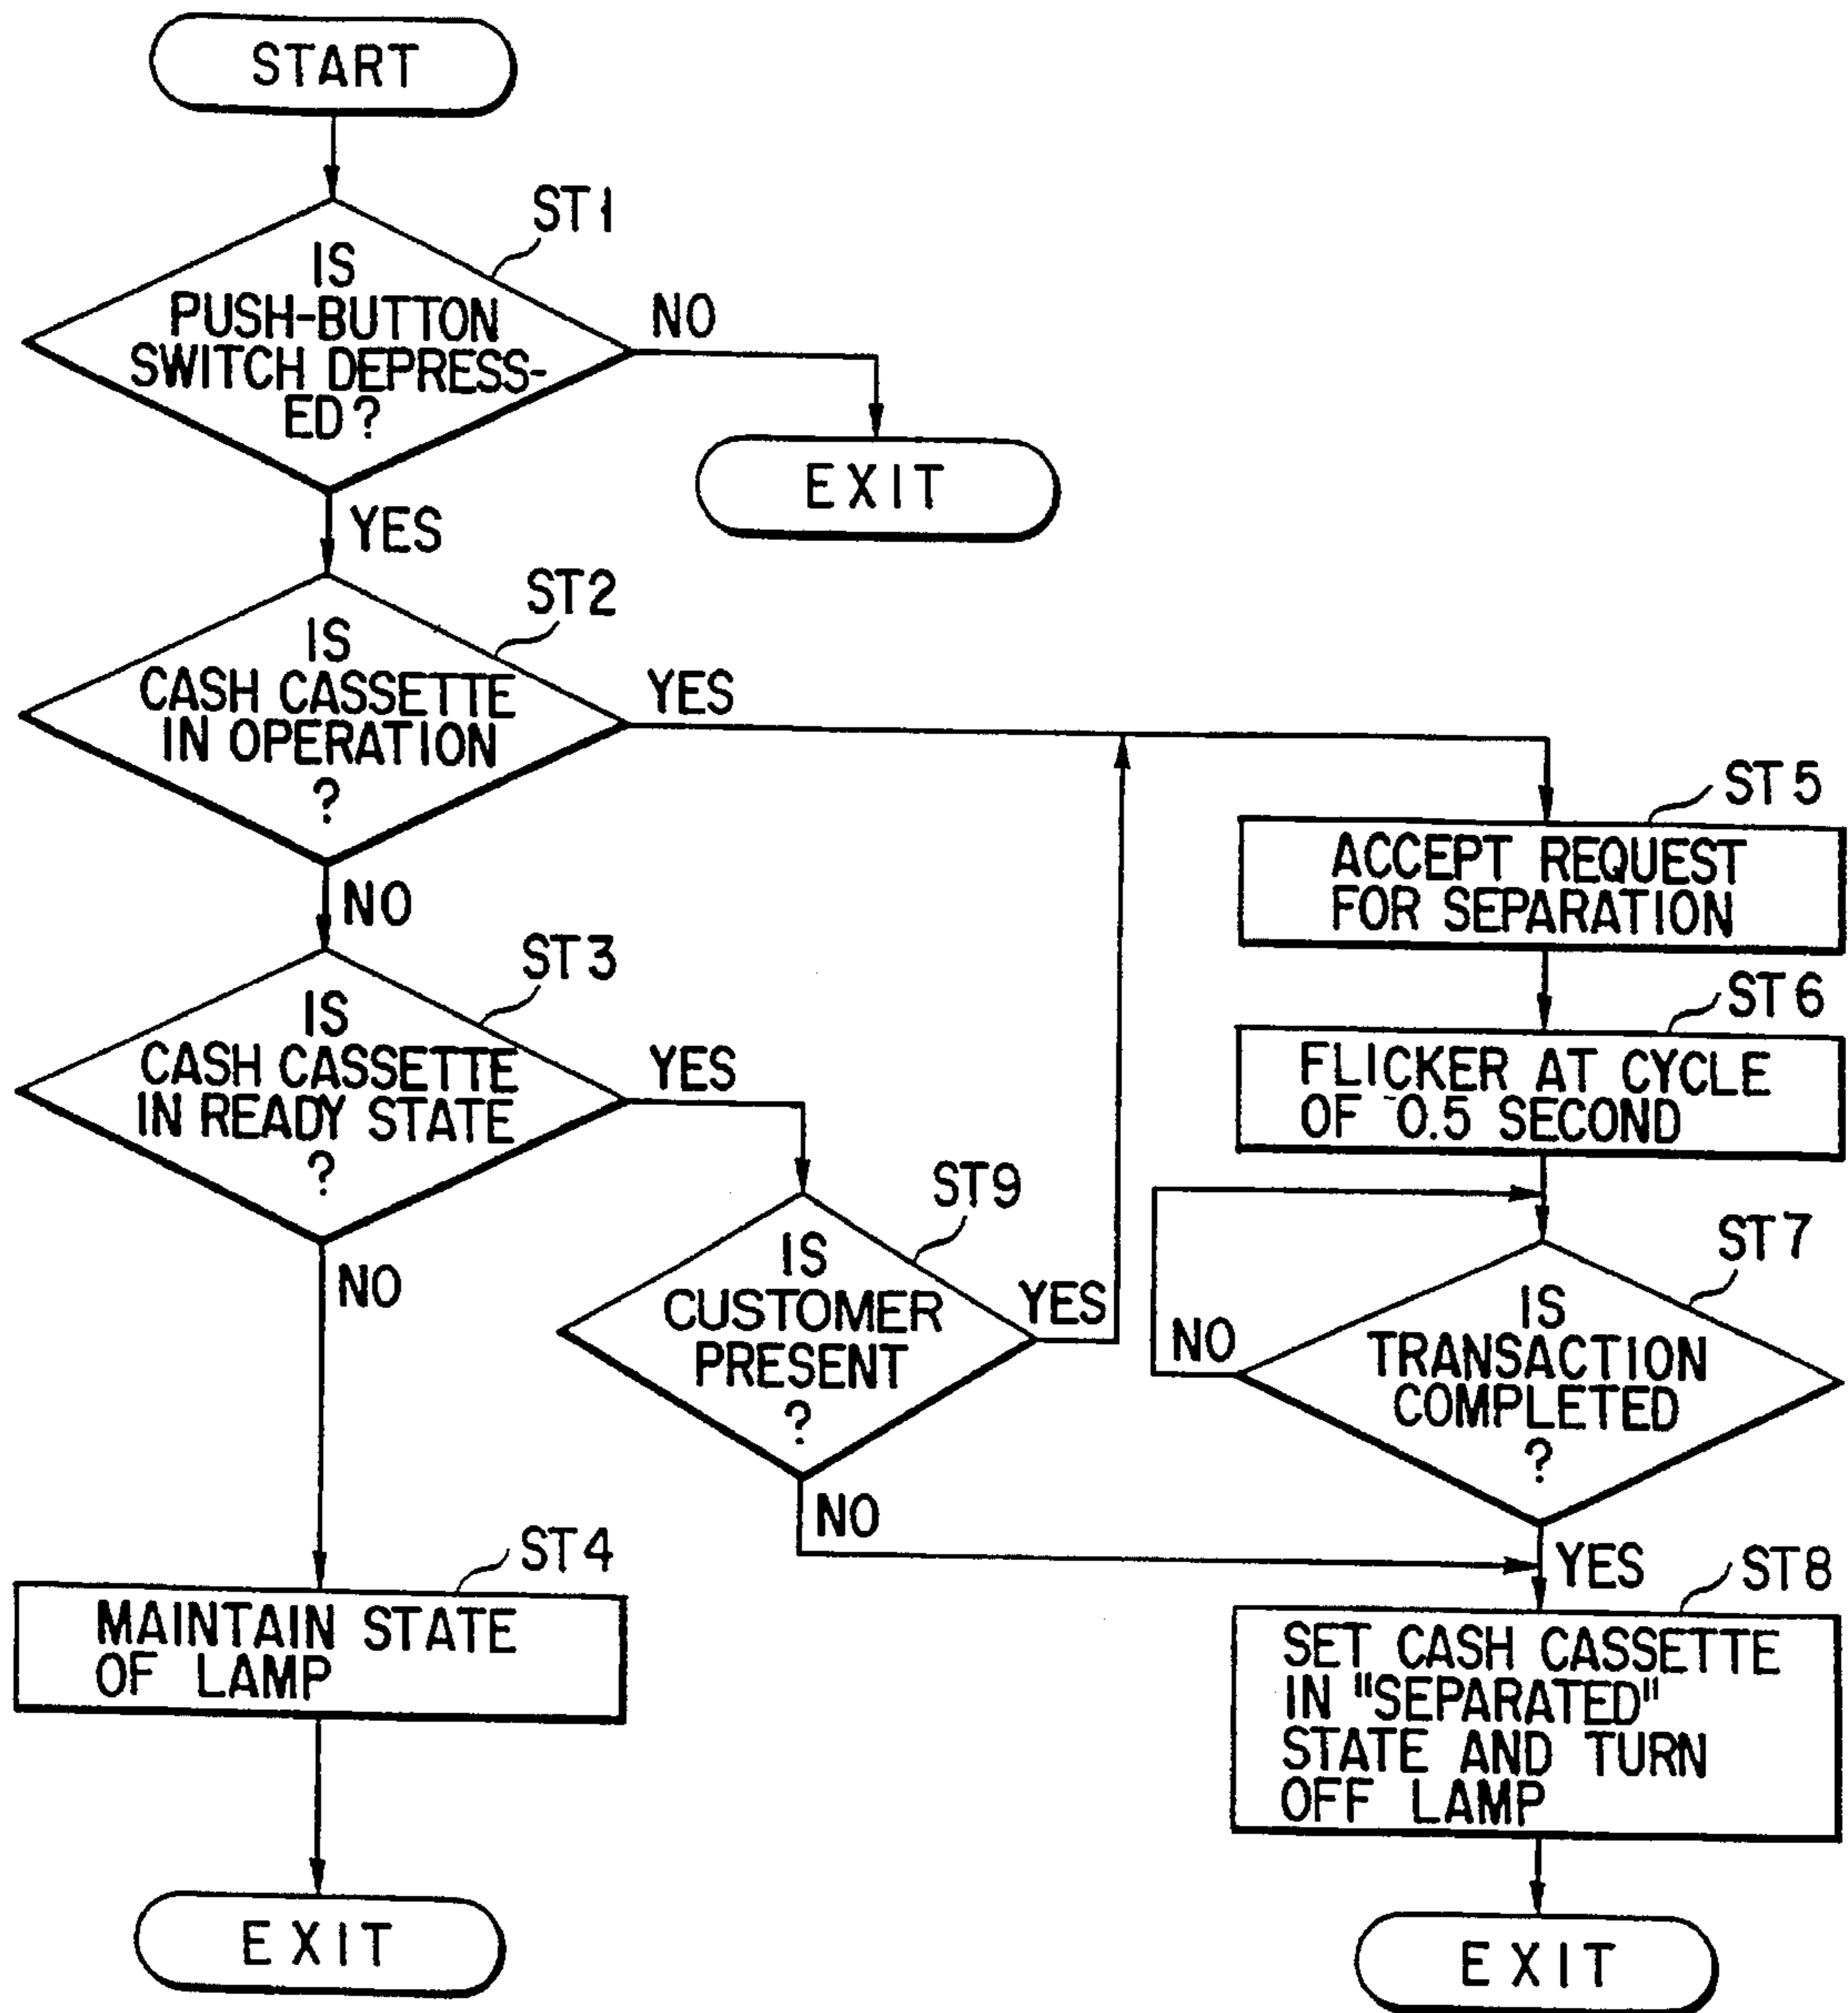 START
ST1
IS
PUSH-BUTTON
SWITCH DEPRESS-
ED?
NO
EXIT
YES
ST2
IS
CASH CASSETTE
IN OPERATION
?
YES
NO
ST3
IS
CASH CASSETTE
IN READY STATE
?
YES
NO
ST9
IS
CUSTOMER
PRESENT
?
YES
NO
ST4
MAINTAIN STATE
OF LAMP
EXIT
ST5
ACCEPT REQUEST
FOR SEPARATION
ST6
FLICKER AT CYCLE
OF 0.5 SECOND
ST7
IS
TRANSACTION
COMPLETED
?
NO
YES
ST8
SET CASH CASSETTE
IN "SEPARATED"
STATE AND TURN
OFF LAMP
EXIT